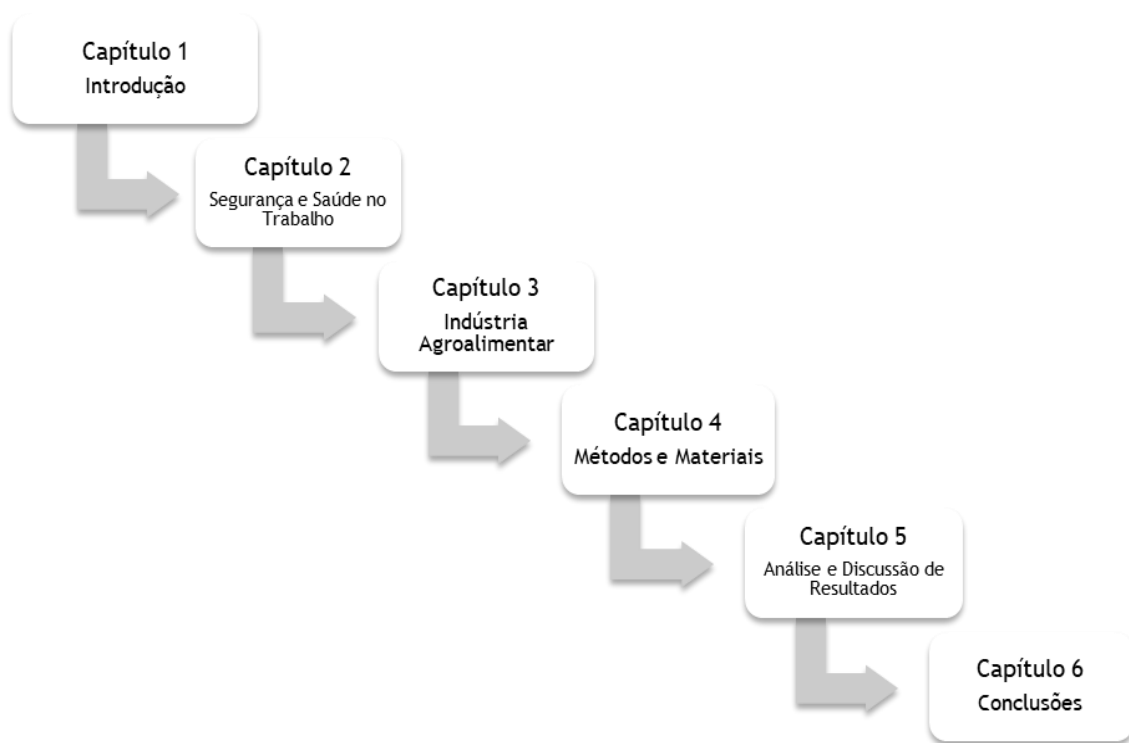 Capítulo 1
Introdução
Capítulo 2
Segurança e Saúde no
Trabalho
Capítulo 3
Indústria
Agroalimentar
Capítulo 4
Métodos e Materiais
Capítulo 5
Análise e Discussão de
Resultados
Capítulo 6
Conclusões